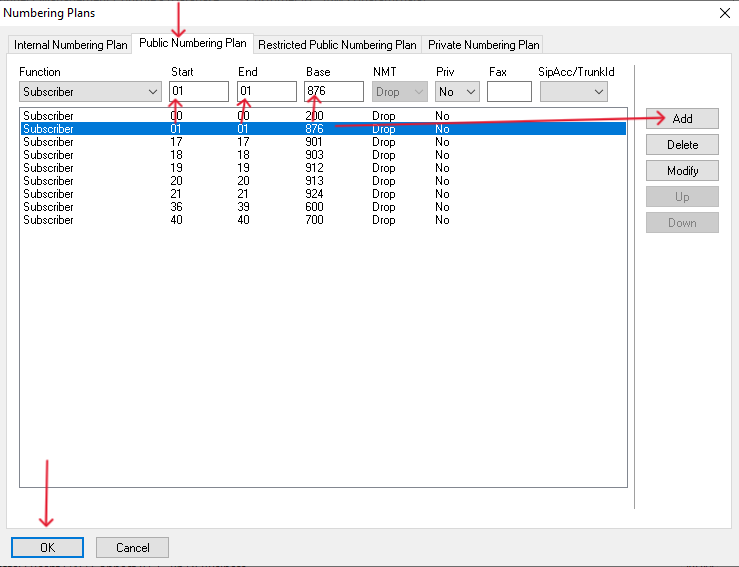 Numbering Plans
Internal Numbering Plan Public Numbering Plan Restricted Public Numbering Plan Private Numbering Plan
Function Start End Base NMT Priv Fax SipAcc/TrunkId
Subscriber 01 01 876 Drop No
Subscriber 00 00 200 Drop No
Subscriber 01 01 876 Drop No
Subscriber 17 17 901 Drop No
Subscriber 18 18 903 Drop No
Subscriber 19 19 912 Drop No
Subscriber 20 20 913 Drop No
Subscriber 21 21 924 Drop No
Subscriber 36 39 600 Drop No
Subscriber 40 40 700 Drop No
Add
Delete
Modify
Up
Down
OK Cancel